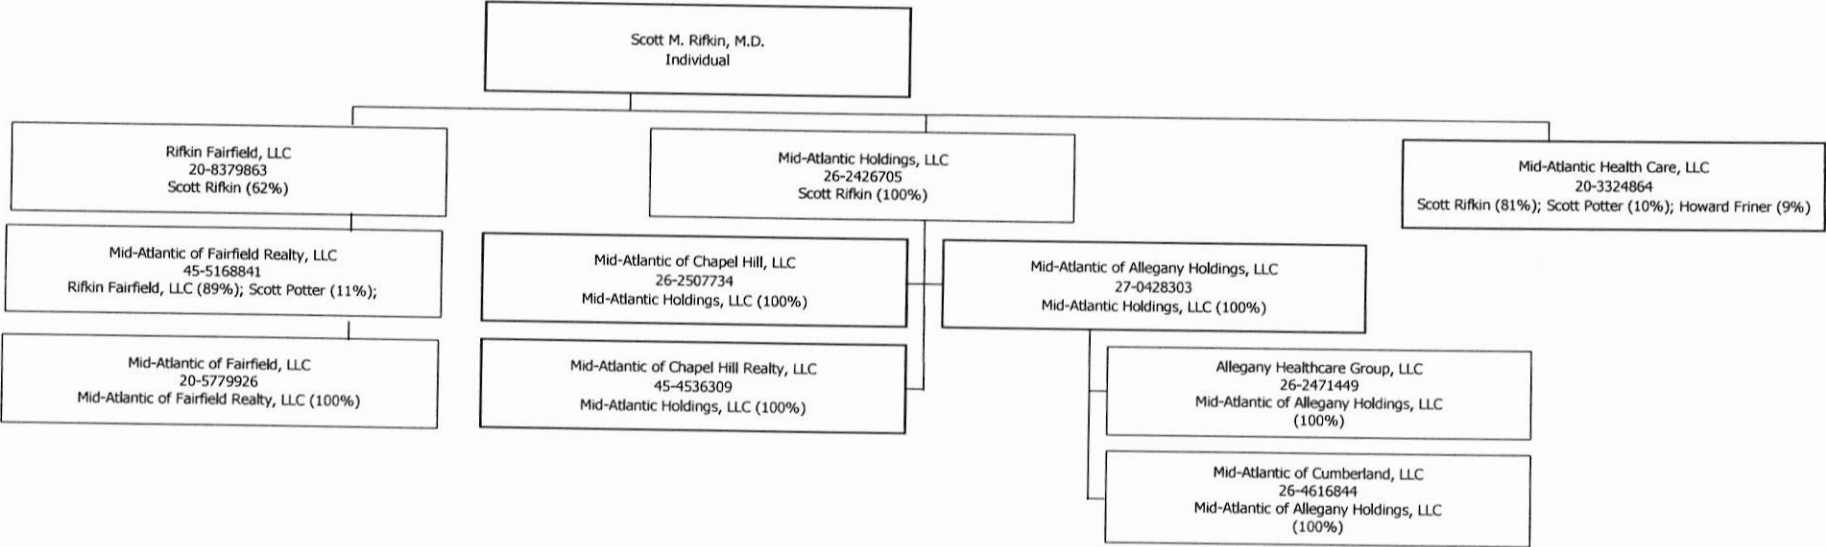 Scott M. Rifkin, M.D.
Individual
Rifkin Fairfield, LLC
20-8379863
Scott Rifkin (62%)
Mid-Atlantic Holdings, LLC
26-2426705
Scott Rifkin (100%)
Mid-Atlantic Health Care, LLC
20-3324864
Scott Rifkin (81%); Scott Potter (10%); Howard Friner (9%)
Mid-Atlantic of Fairfield Realty, LLC
45-5168841
Rifkin Fairfield, LLC (89%); Scott Potter (11%);
Mid-Atlantic of Chapel Hill, LLC
26-2507734
Mid-Atlantic Holdings, LLC (100%)
Mid-Atlantic of Allegany Holdings, LLC
27-0428303
Mid-Atlantic Holdings, LLC (100%)
Mid-Atlantic of Fairfield, LLC
20-5779926
Mid-Atlantic of Fairfield Realty, LLC (100%)
Mid-Atlantic of Chapel Hill Realty, LLC
45-4536309
Mid-Atlantic Holdings, LLC (100%)
Allegany Healthcare Group, LLC
26-2471449
Mid-Atlantic of Allegany Holdings, LLC
(100%)
Mid-Atlantic of Cumberland, LLC
26-4616844
Mid-Atlantic of Allegany Holdings, LLC
(100%)